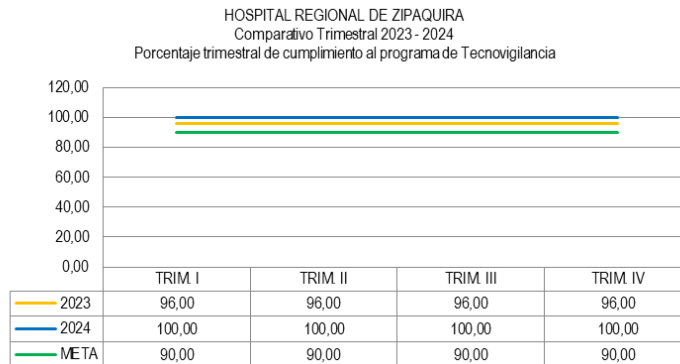 HOSPITAL REGIONAL DE ZIPAQUIRA
Comparativo Trimestral 2023 - 2024
Porcentaje trimestral de cumplimiento al programa de Tecnovigilancia
120,00
100,00
80,00
60,00
40,00
20,00
0,00
TRIM. I TRIM. II TRIM. III TRIM. IV
2023 96,00 96,00 96,00 96,00
2024 100,00 100,00 100,00 100,00
META 90,00 90,00 90,00 90,00